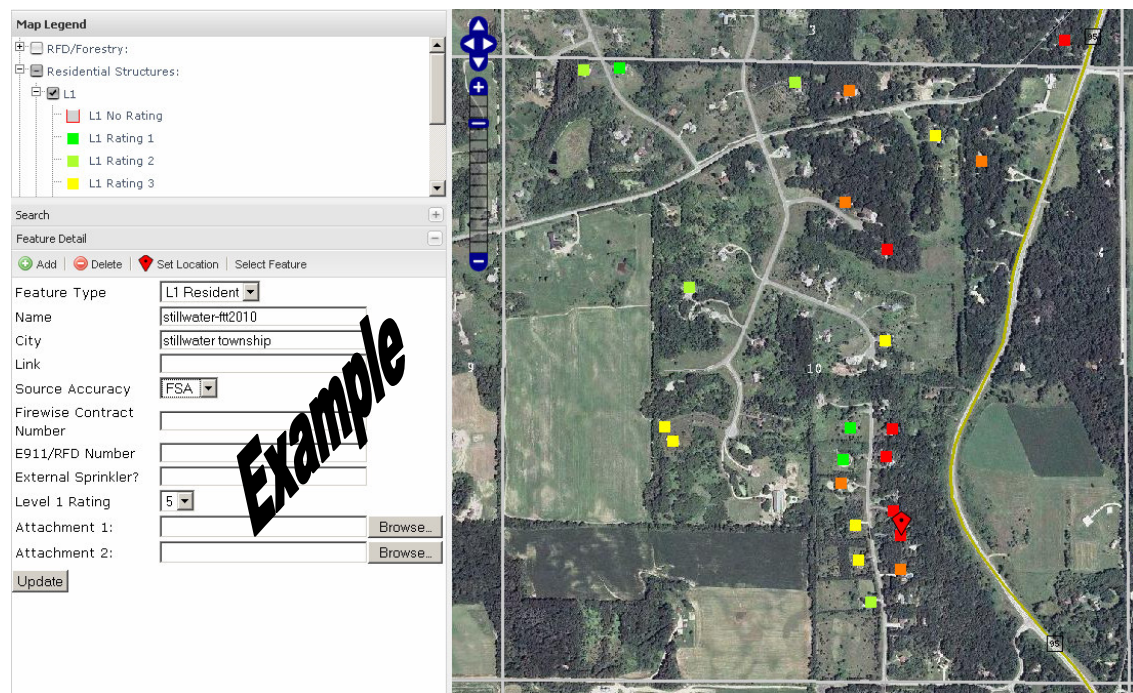 Map Legend
RFD/Forestry:
Residential Structures:
L1
L1 No Rating
L1 Rating 1
L1 Rating 2
L1 Rating 3
Search
Feature Detail
Add Delete Set Location Select Feature
Feature Type L1 Resident
Name stillwater-ftt2010
City stillwater township
Link
Source Accuracy FSA
Firewise Contract
Number
E911/RFD Number
External Sprinkler?
Level 1 Rating 5
Attachment 1: Browse...
Attachment 2: Browse...
Update
Example
3
95
9
10
95